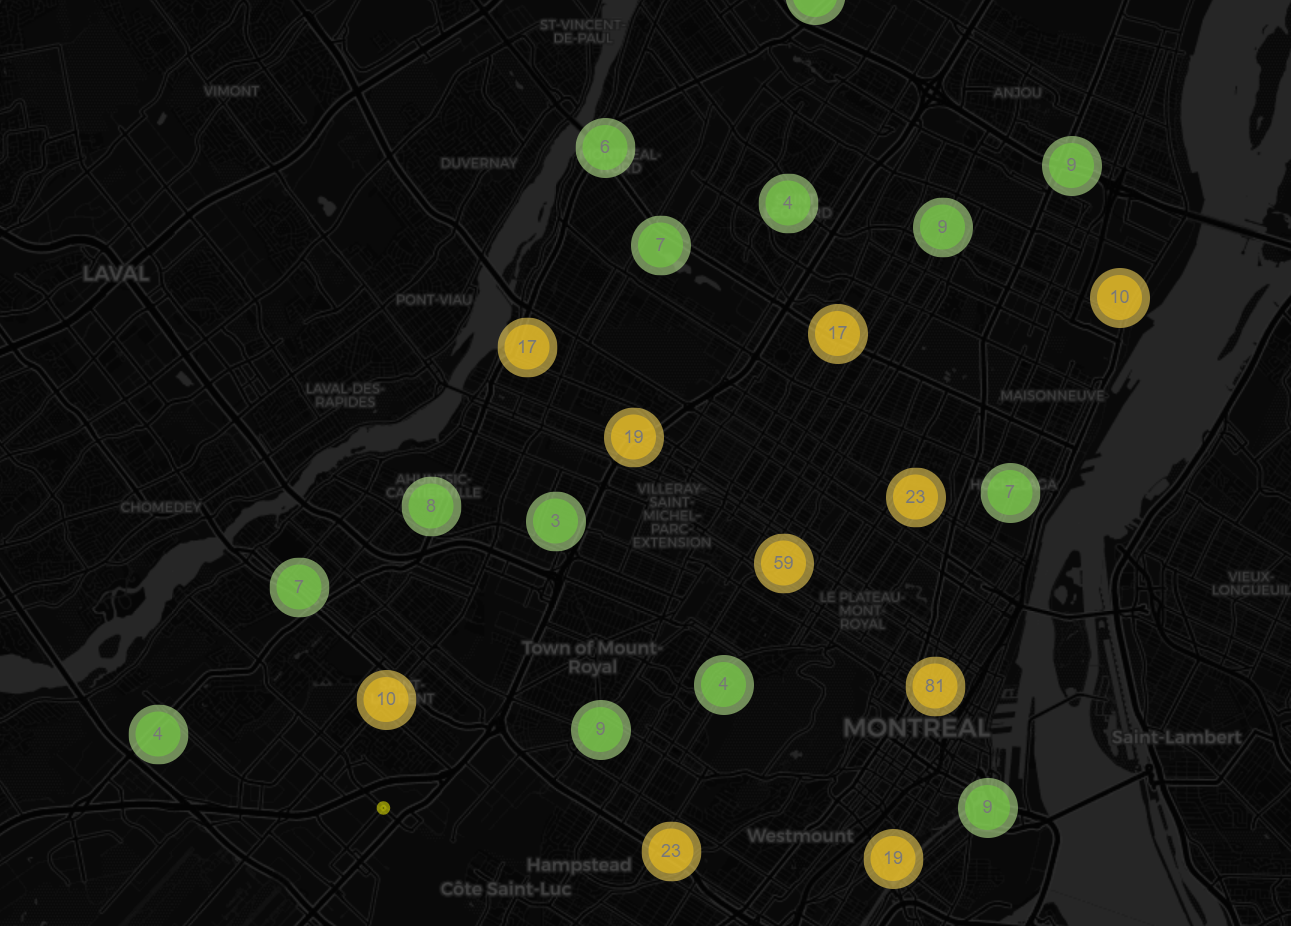 ST-VINCENT-
DE-PAUL
VIMONT
ANJOU
6
DUVERNAY
9
4
9
7
LAVAL
PONT-VIAU
10
17
17
LAVAL-DES-
RAPIDES
MAISONNEUVE
19
8
3
VILLERAY-
SAINT-
MICHEL-
PARC-
EXTENSION
23
7
CHOMEDEY
59
7
VIEUX-
LONGUEUIL
LE PLATEAU-
MONT-
ROYAL
Town of Mount-
Royal
4
81
10
9
MONTREAL
4
Saint-Lambert
9
Westmount
23
19
Hampstead
Côte Saint-Luc